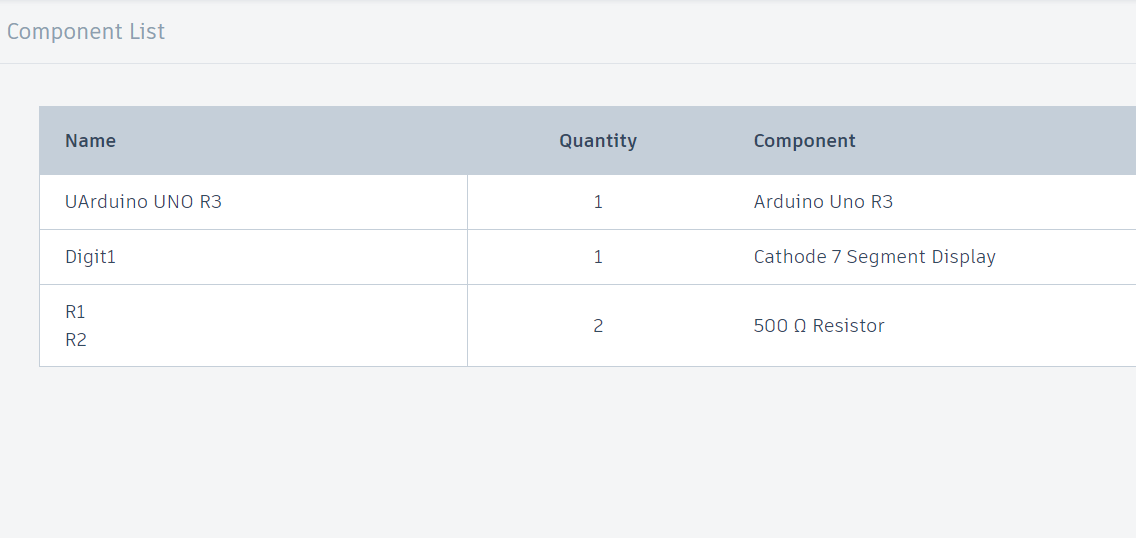 Component List
Name Quantity Component
UArduino UNO R3 1 Arduino Uno R3
Digit1 1 Cathode 7 Segment Display
R1
R2 2 500 Ω Resistor